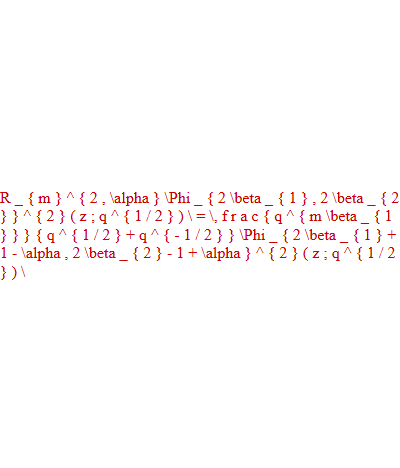 R _ { m } ^ { 2 , \alpha } \Phi _ { 2 \beta _ { 1 } , 2 \beta _ { 2
} } ^ { 2 } ( z ; q ^ { 1 / 2 } ) \ = \, f r a c { q ^ { m \beta _ { 1
} } } { q ^ { 1 / 2 } + q ^ { - 1 / 2 } } \Phi _ { 2 \beta _ { 1 } +
1 - \alpha , 2 \beta _ { 2 } - 1 + \alpha } ^ { 2 } ( z ; q ^ { 1 / 2
} ) \